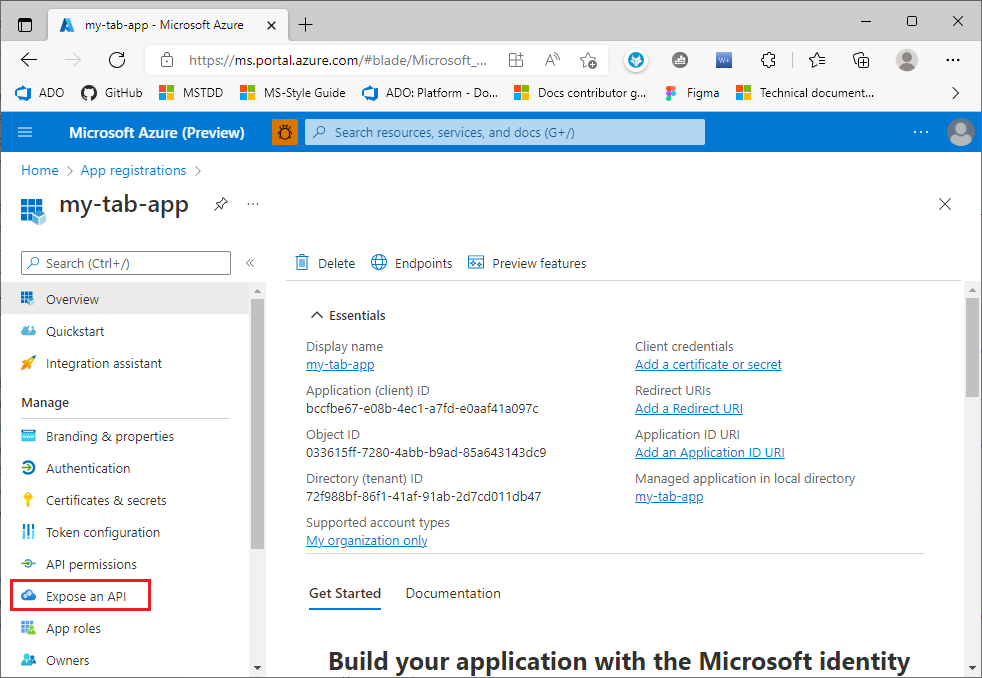 my-tab-app - Microsoft Azure
https://ms.portal.azure.com/#blade/Microsoft_...
ADO GitHub MSTDD MS-Style Guide ADO: Platform - Do... Docs contributor g... Figma Technical document...
Microsoft Azure (Preview) Search resources, services, and docs (G+/)
Home > App registrations >
my-tab-app
Search (Ctrl+/)
Delete Endpoints Preview features
Overview
Quickstart
Integration assistant
Manage
Branding & properties
Authentication
Certificates & secrets
Token configuration
API permissions
Expose an API
App roles
Owners
Essentials
Display name
my-tab-app
Application (client) ID
bccfbe67-e08b-4ec1-a7fd-e0aaf41a097c
Object ID
033615ff-7280-4abb-b9ad-85a643143dc9
Directory (tenant) ID
72f988bf-86f1-41af-91ab-2d7cd011db47
Supported account types
My organization only
Client credentials
Add a certificate or secret
Redirect URIs
Add a Redirect URI
Application ID URI
Add an Application ID URI
Managed application in local directory
my-tab-app
Get Started Documentation
Build your application with the Microsoft identity